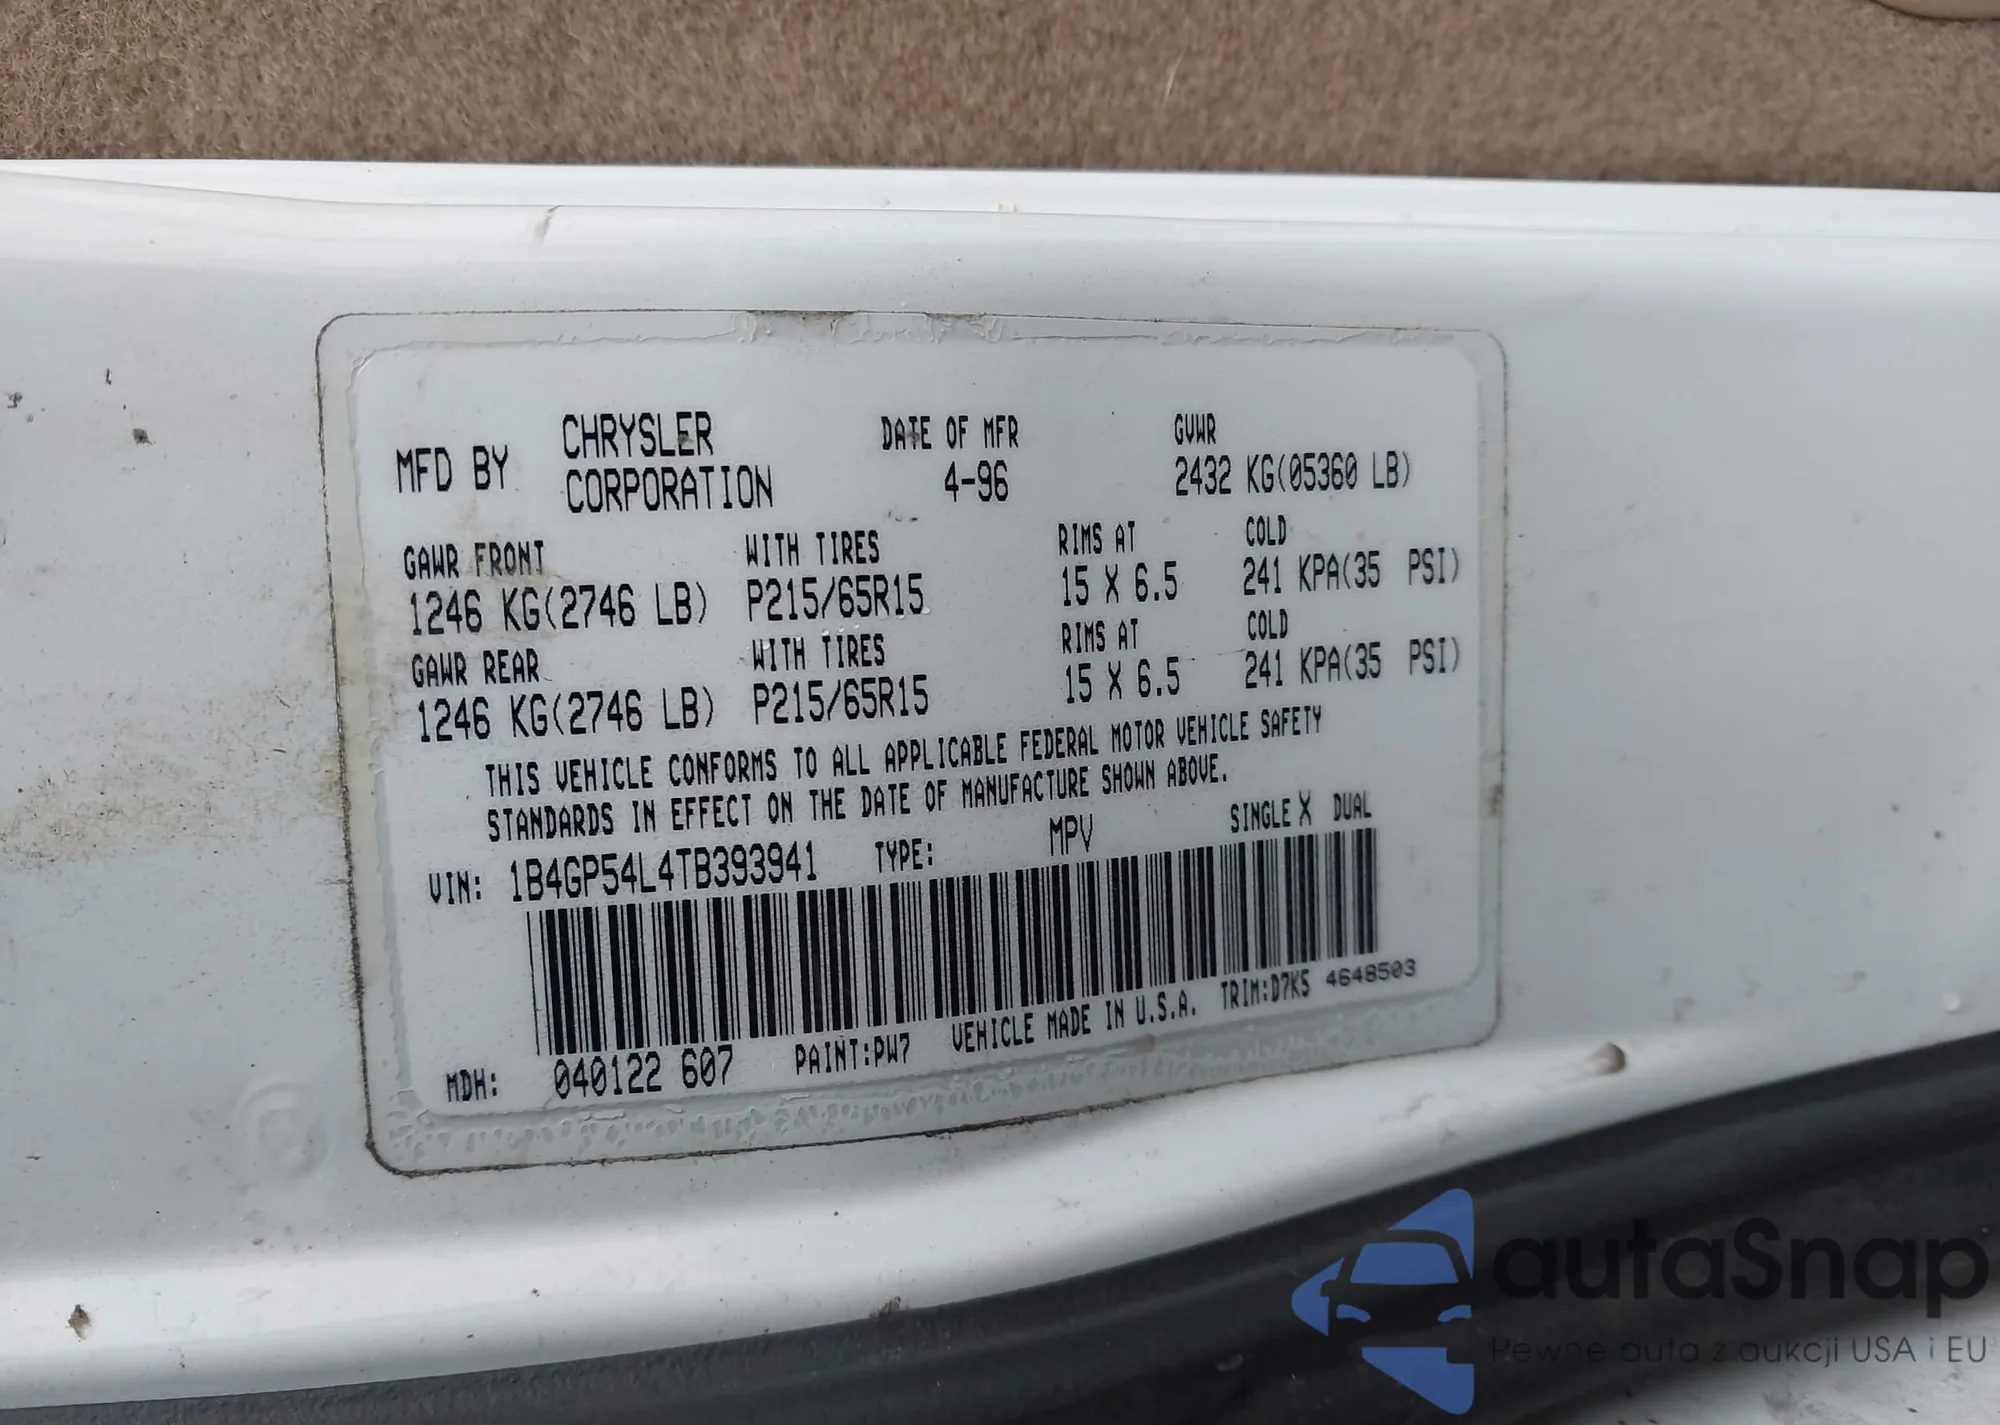 MFD BY CHRYSLER CORPORATION DATE OF MFR 4-96 GVWR 2432 KG(05360 LB)
GAWR FRONT WITH TIRES RIMS AT COLD
1246 KG(2746 LB) P215/65R15 15 X 6.5 241 KPA(35 PSI)
GAWR REAR WITH TIRES RIMS AT COLD
1246 KG(2746 LB) P215/65R15 15 X 6.5 241 KPA(35 PSI)
THIS VEHICLE CONFORMS TO ALL APPLICABLE FEDERAL MOTOR VEHICLE SAFETY
STANDARDS IN EFFECT ON THE DATE OF MANUFACTURE SHOWN ABOVE.
VIN: 1B4GP54L4TB393941 TYPE: MPV SINGLE X DUAL
MDH: 040122 607 PAINT:PW7 VEHICLE MADE IN U.S.A. TRIM:D7K5 4648503
autaSnap
Pewne auta z aukcji USA i EU